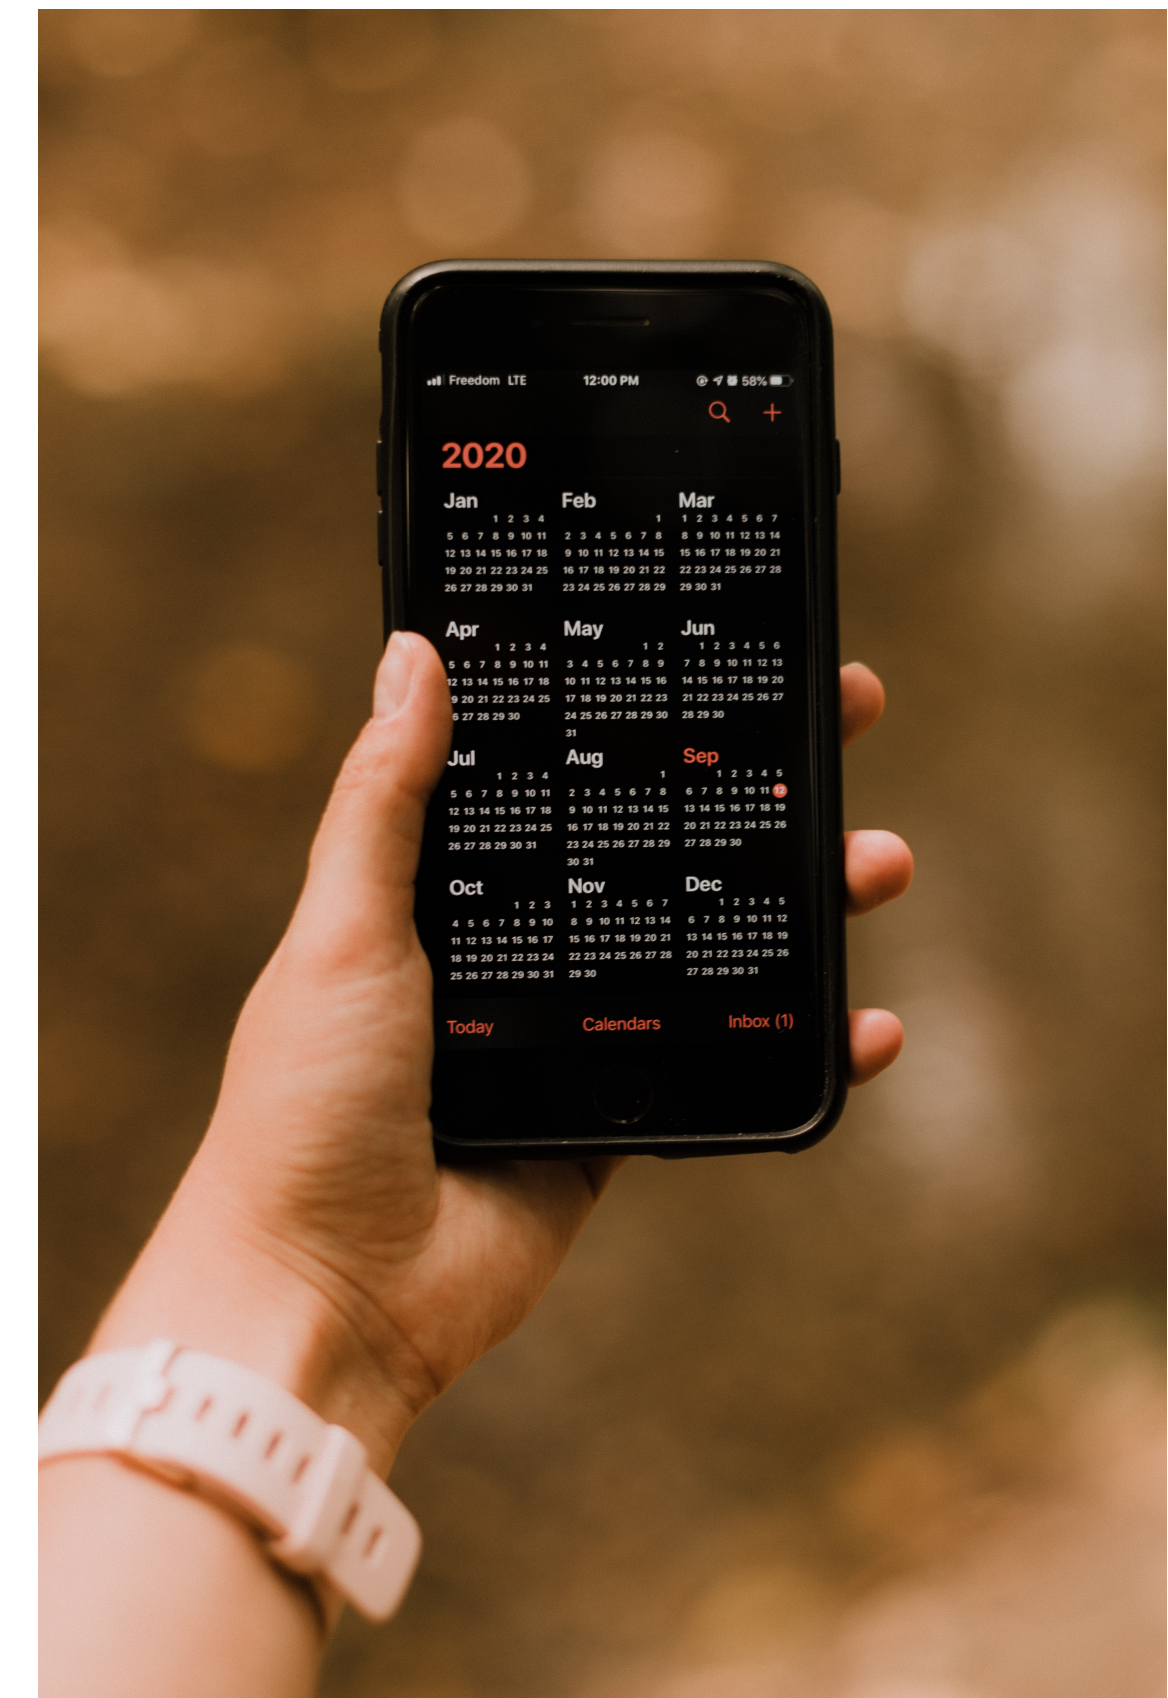 Freedom LTE 12:00 PM 58%
2020
Jan Feb Mar
1 2 3 4 1 1 2 3 4 5 6 7
5 6 7 8 9 10 11 2 3 4 5 6 7 8 8 9 10 11 12 13 14
12 13 14 15 16 17 18 9 10 11 12 13 14 15 15 16 17 18 19 20 21
19 20 21 22 23 24 25 16 17 18 19 20 21 22 22 23 24 25 26 27 28
26 27 28 29 30 31 23 24 25 26 27 28 29 29 30 31
Apr May Jun
1 2 3 4 1 2 1 2 3 4 5 6
5 6 7 8 9 10 11 3 4 5 6 7 8 9 7 8 9 10 11 12 13
12 13 14 15 16 17 18 10 11 12 13 14 15 16 14 15 16 17 18 19 20
9 20 21 22 23 24 25 17 18 19 20 21 22 23 21 22 23 24 25 26 27
6 27 28 29 30 24 25 26 27 28 29 30 28 29 30
31
Jul Aug Sep
1 2 3 4 1 1 2 3 4 5
5 6 7 8 9 10 11 2 3 4 5 6 7 8 6 7 8 9 10 11 12
12 13 14 15 16 17 18 9 10 11 12 13 14 15 13 14 15 16 17 18 19
19 20 21 22 23 24 25 16 17 18 19 20 21 22 20 21 22 23 24 25 26
26 27 28 29 30 31 23 24 25 26 27 28 29 27 28 29 30
30 31
Oct Nov Dec
1 2 3 1 2 3 4 5 6 7 1 2 3 4 5
4 5 6 7 8 9 10 8 9 10 11 12 13 14 6 7 8 9 10 11 12
11 12 13 14 15 16 17 15 16 17 18 19 20 21 13 14 15 16 17 18 19
18 19 20 21 22 23 24 22 23 24 25 26 27 28 20 21 22 23 24 25 26
25 26 27 28 29 30 31 29 30 27 28 29 30 31
Today Calendars Inbox (1)